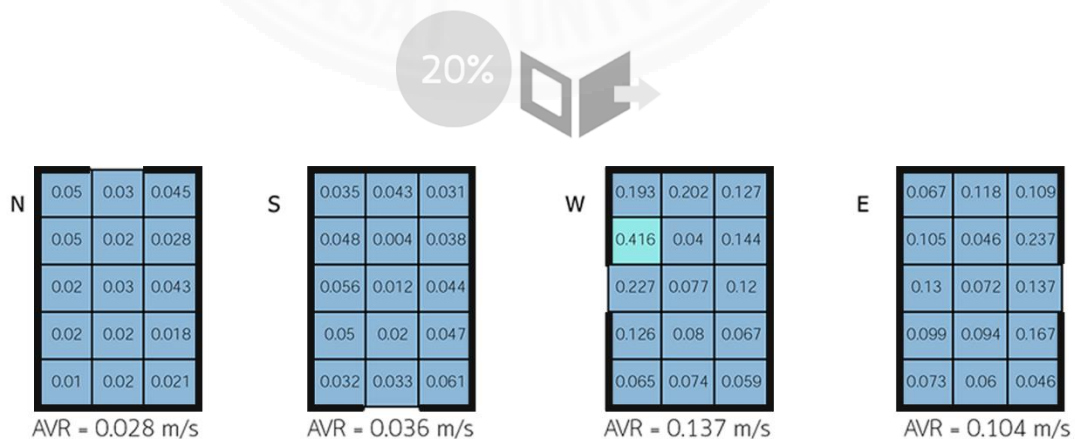 20%
N
0.05 0.03 0.045
0.05 0.02 0.028
0.02 0.03 0.043
0.02 0.02 0.018
0.01 0.02 0.021
AVR = 0.028 m/s
S
0.035 0.043 0.031
0.048 0.004 0.038
0.056 0.012 0.044
0.05 0.02 0.047
0.032 0.033 0.061
AVR = 0.036 m/s
W
0.193 0.202 0.127
0.416 0.04 0.144
0.227 0.077 0.12
0.126 0.08 0.067
0.065 0.074 0.059
AVR = 0.137 m/s
E
0.067 0.118 0.109
0.105 0.046 0.237
0.13 0.072 0.137
0.099 0.094 0.167
0.073 0.06 0.046
AVR = 0.104 m/s